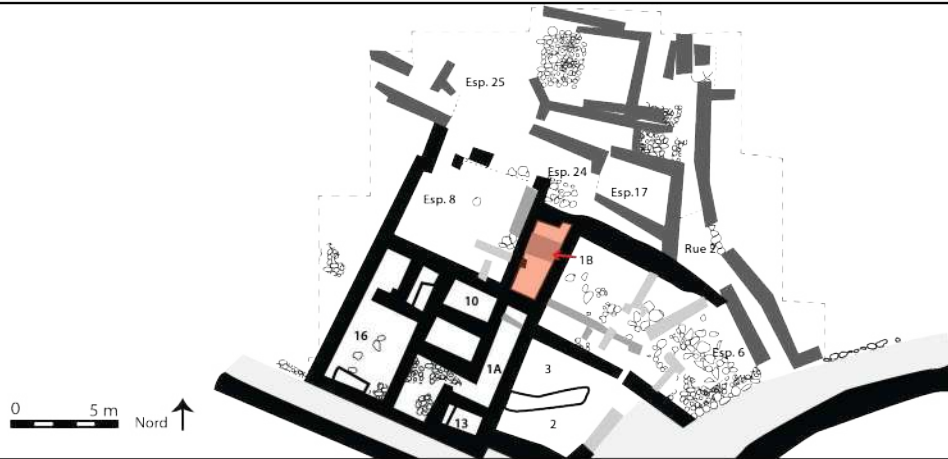 Esp. 25
Esp. 24
Esp.17
Esp. 8
Rue 2
1B
10
16
Esp. 6
1A
3
0 5 m
Nord
13
2